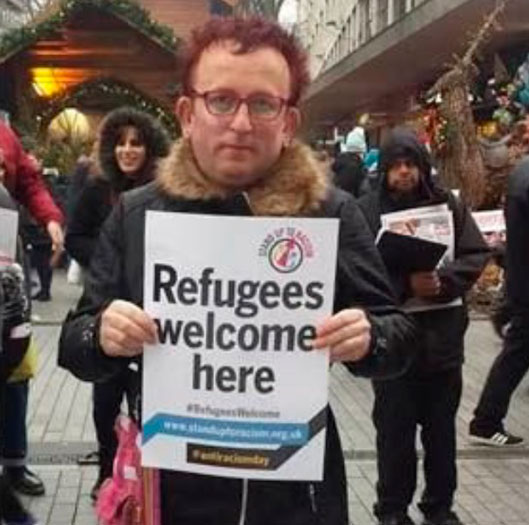 STAND UP TO RACISM
Refugees
welcome
here
#RefugeesWelcome
www.standuptoracism.org.uk
#antiracismday